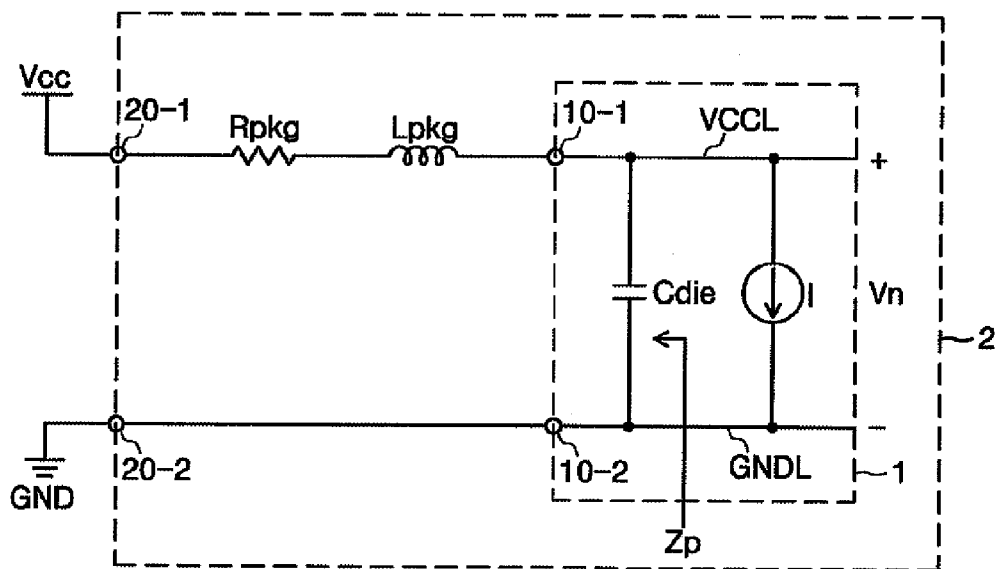 Vcc
20-1
Rpkg
Lpkg
10-1
VCCL
+
Cdie
I
Vn
2
20-2
10-2
GNDL
-
1
GND
Zp